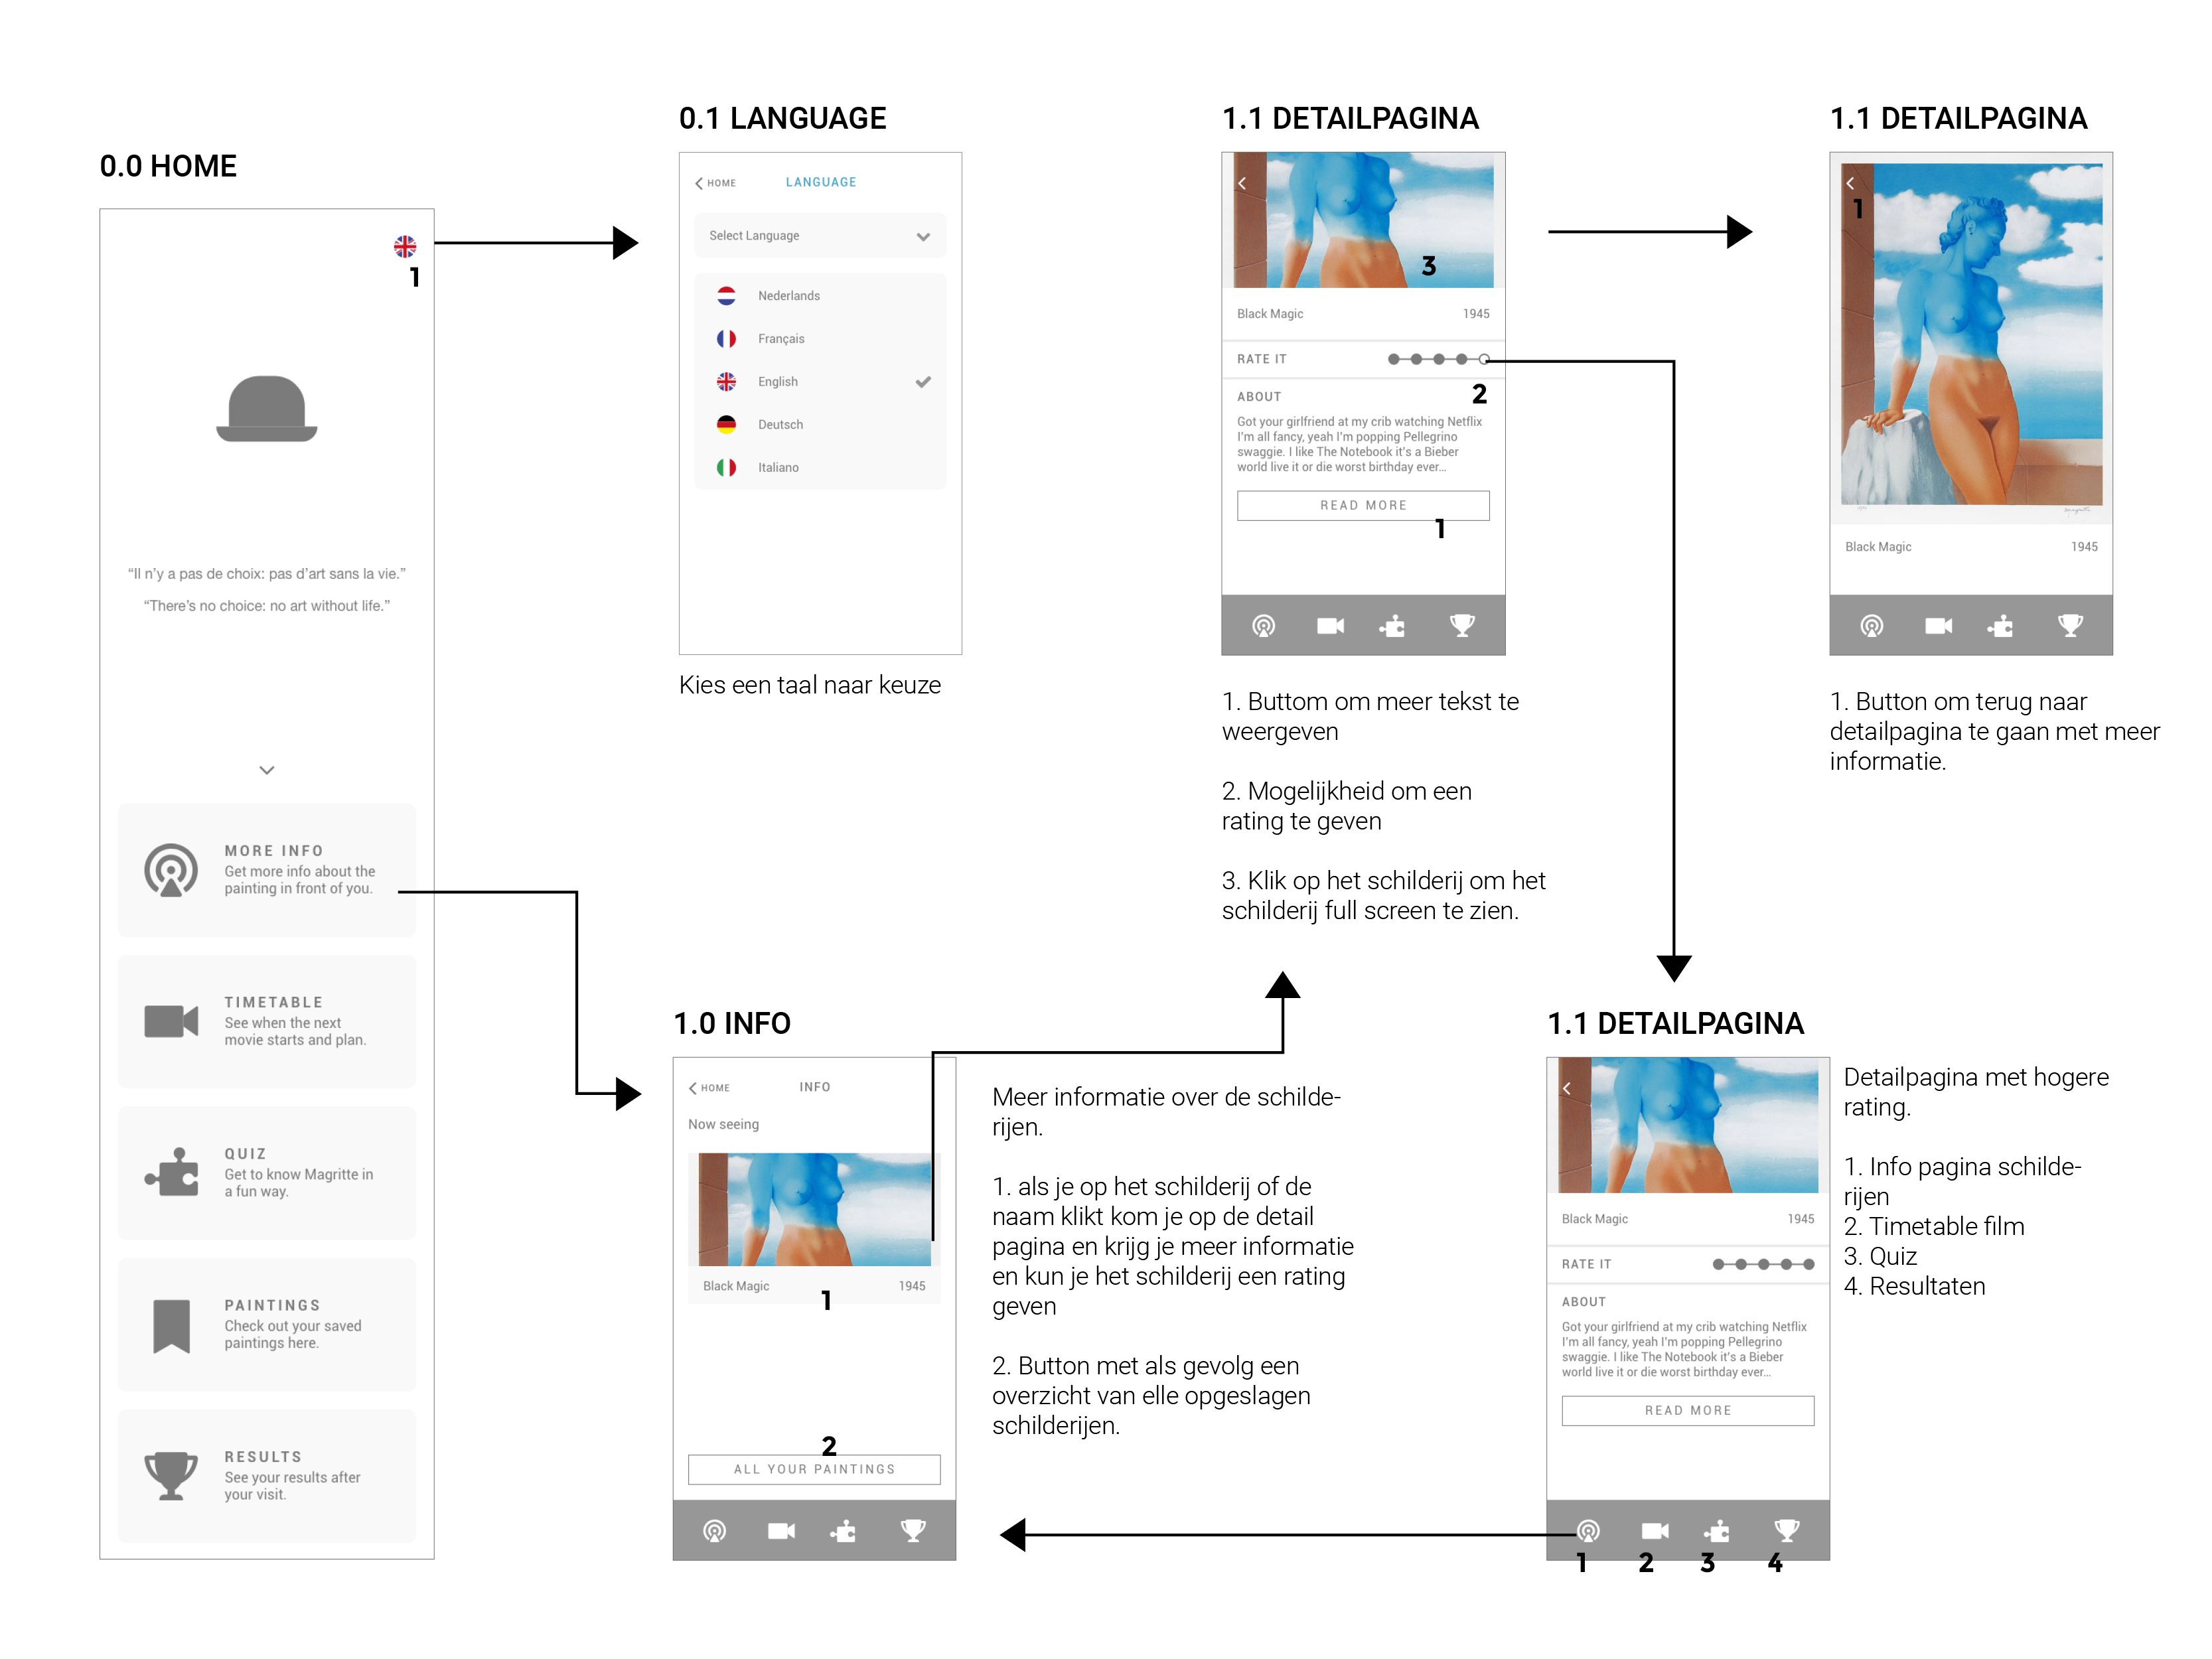 0.0 HOME
1
“Il n’y a pas de choix: pas d’art sans la vie.”
“There’s no choice: no art without life.”
MORE INFO
Get more info about the
painting in front of you.
TIMETABLE
See when the next
movie starts and plan.
QUIZ
Get to know Magritte in
a fun way.
PAINTINGS
Check out your saved
paintings here.
RESULTS
See your results after
your visit.
0.1 LANGUAGE
HOME
LANGUAGE
Select Language
Nederlands
Français
English
Deutsch
Italiano
Kies een taal naar keuze
1.1 DETAILPAGINA
3
Black Magic 1945
RATE IT
2
ABOUT
Got your girlfriend at my crib watching Netflix
I’m all fancy, yeah I’m popping Pellegrino
swaggie. I like The Notebook it’s a Bieber
world live it or die worst birthday ever...
READ MORE
1
1. Buttom om meer tekst te
weergeven
2. Mogelijkheid om een
rating te geven
3. Klik op het schilderij om het
schilderij full screen te zien.
1.1 DETAILPAGINA
1
Black Magic 1945
1. Button om terug naar
detailpagina te gaan met meer
informatie.
1.0 INFO
HOME
INFO
Now seeing
Black Magic 1945
1
2
ALL YOUR PAINTINGS
Meer informatie over de schilde-
rijen.
1. als je op het schilderij of de
naam klikt kom je op de detail
pagina en krijg je meer informatie
en kun je het schilderij een rating
geven
2. Button met als gevolg een
overzicht van elle opgeslagen
schilderijen.
1.1 DETAILPAGINA
Black Magic 1945
RATE IT
ABOUT
Got your girlfriend at my crib watching Netflix
I’m all fancy, yeah I’m popping Pellegrino
swaggie. I like The Notebook it’s a Bieber
world live it or die worst birthday ever...
READ MORE
1 2 3 4
Detailpagina met hogere
rating.
1. Info pagina schilde-
rijen
2. Timetable film
3. Quiz
4. Resultaten